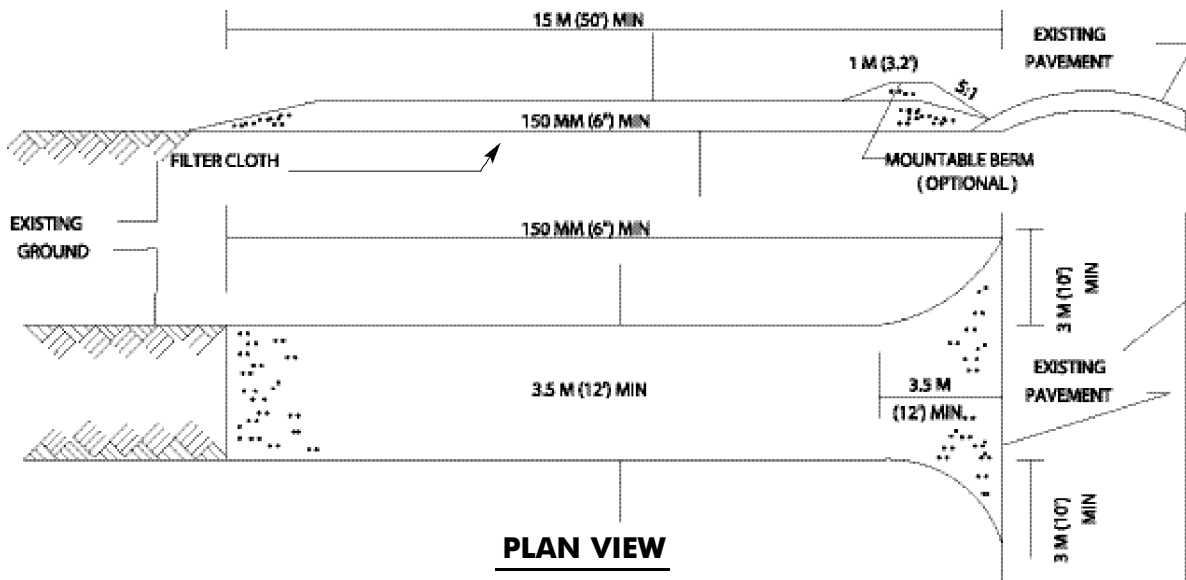 15 M (50') MIN
EXISTING
PAVEMENT
1 M (3.2')
5:1
150 MM (6") MIN
FILTER CLOTH
MOUNTABLE BERM
( OPTIONAL )
EXISTING
GROUND
150 MM (6") MIN
3 M (10')
MIN
3.5 M (12') MIN
3.5 M
(12') MIN
EXISTING
PAVEMENT
3 M (10')
MIN
PLAN VIEW